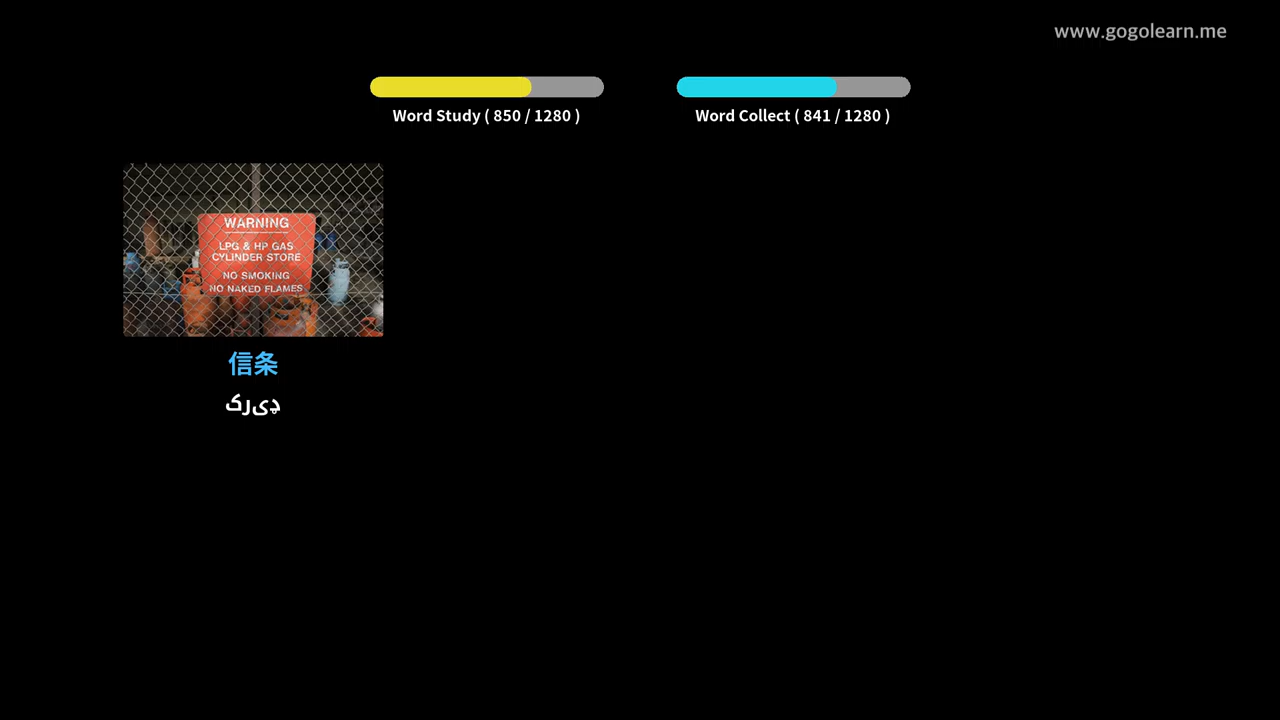 www.gogolearn.me
Word Study ( 850 / 1280 )
Word Collect ( 841 / 1280 )
WARNING
LPG & HP GAS
CYLINDER STORE
NO SMOKING
NO NAKED FLAMES
信条
ډیرک